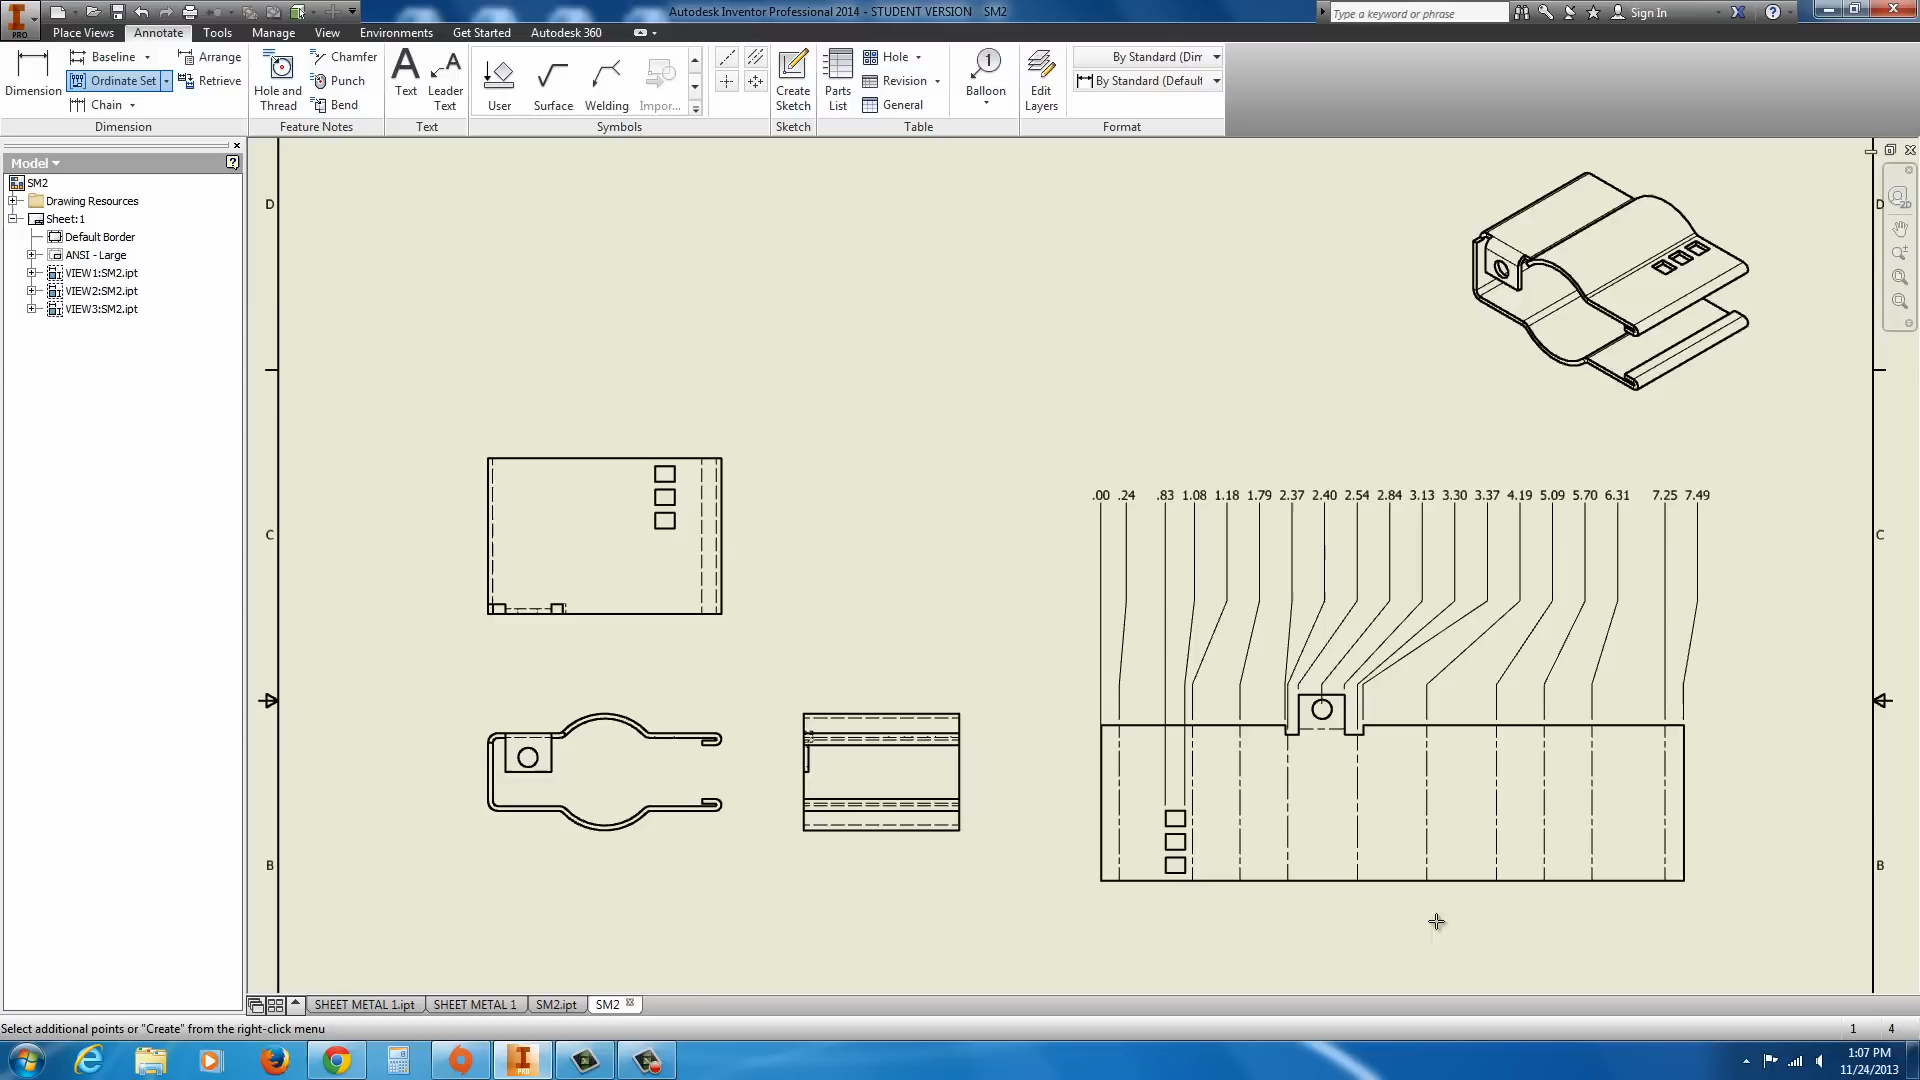 Autodesk Inventor Professional 2014 - STUDENT VERSION SM2
Type a keyword or phrase
Sign In
PRO
Place Views Annotate Tools Manage View Environments Get Started Autodesk 360
Dimension
Baseline
Ordinate Set
Chain
Arrange
Retrieve
Dimension
Hole and
Thread
Chamfer
Punch
Bend
Feature Notes
Text
Leader
Text
Text
User
Surface
Welding
Impor...
Symbols
Create
Sketch
Sketch
Parts
List
Hole
Revision
General
Balloon
Table
Edit
Layers
By Standard (Dim
By Standard (Default
Format
Model
SM2
Drawing Resources
Sheet:1
Default Border
ANSI - Large
VIEW1:SM2.ipt
VIEW2:SM2.ipt
VIEW3:SM2.ipt
D
D
2D
.00 .24 .83 1.08 1.18 1.79 2.37 2.40 2.54 2.84 3.13 3.30 3.37 4.19 5.09 5.70 6.31 7.25 7.49
C
C
B
B
SHEET METAL 1.ipt SHEET METAL 1 SM2.ipt SM2
Select additional points or "Create" from the right-click menu
1 4
PRO
1:07 PM
11/24/2013